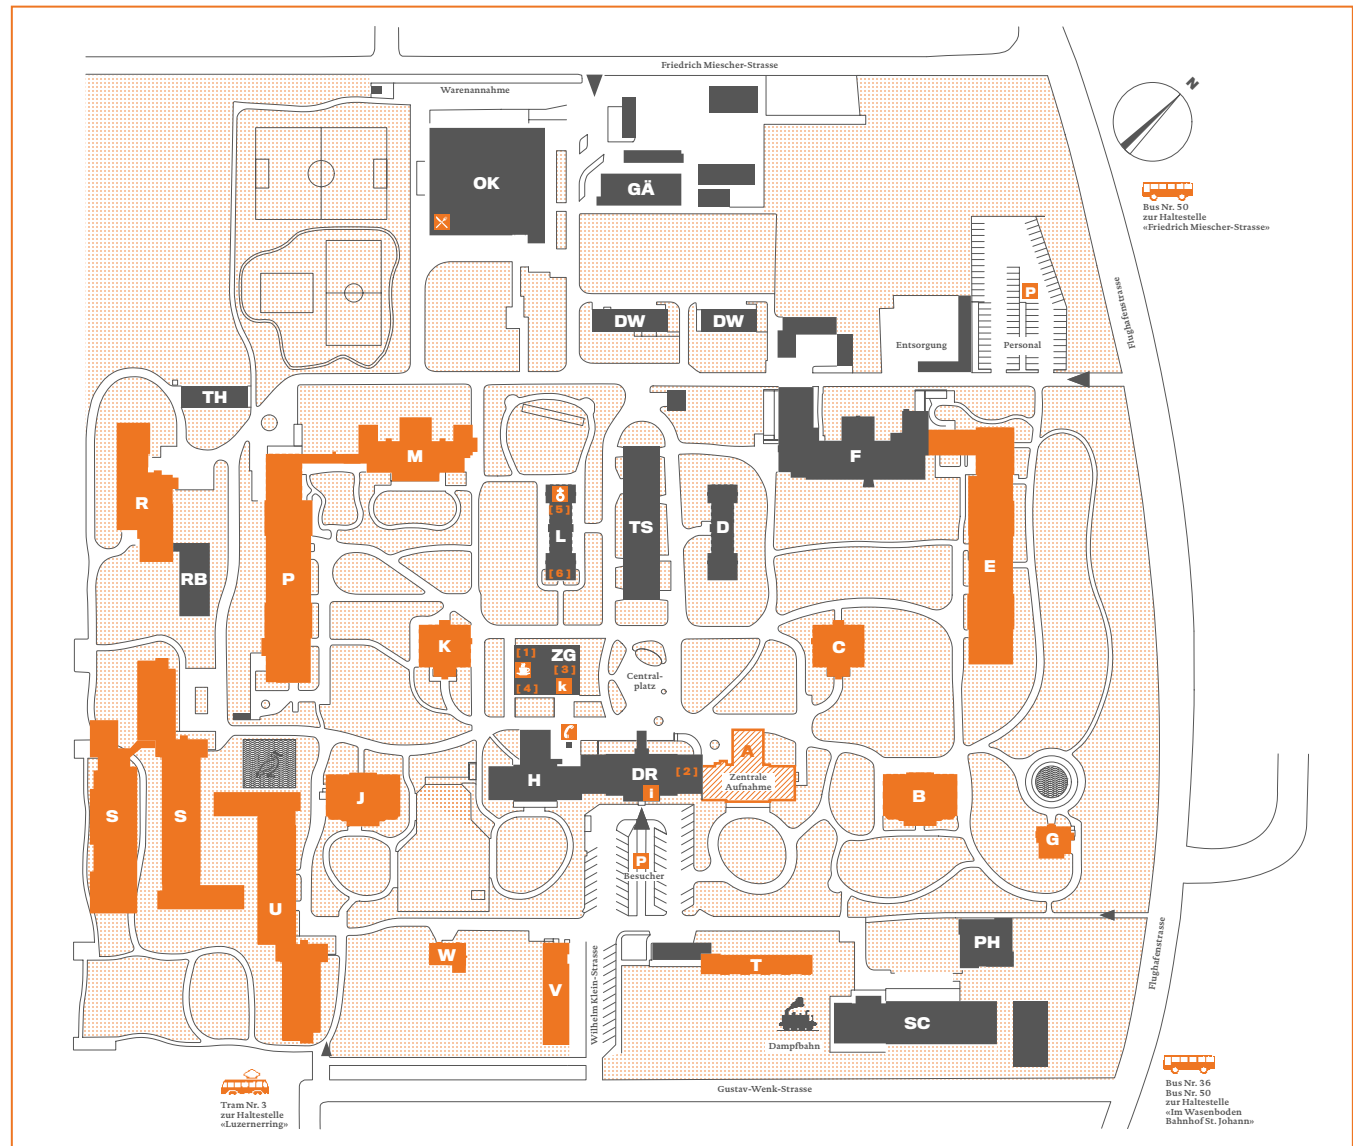 Friedrich Miescher-Strasse
Warenannahme
N
OK
GÄ
Bus Nr. 50
zur Haltestelle
«Friedrich Miescher-Strasse»
Flughafenstrasse
P
DW
DW
Entsorgung
Personal
TH
M
F
R
[5]
L
[6]
TS
D
E
RB
P
K
[1]
ZG
[3]
[4]
k
Central-
platz
C
H
DR
[2]
i
A
Zentrale
Aufnahme
J
B
S
S
G
P
Besucher
U
W
V
Wilhelm Klein-Strasse
T
PH
Flughafenstrasse
SC
Dampfbahn
Gustav-Wenk-Strasse
Tram Nr. 3
zur Haltestelle
«Luzernerring»
Bus Nr. 36
Bus Nr. 50
zur Haltestelle
«Im Wasenboden
Bahnhof St. Johann»